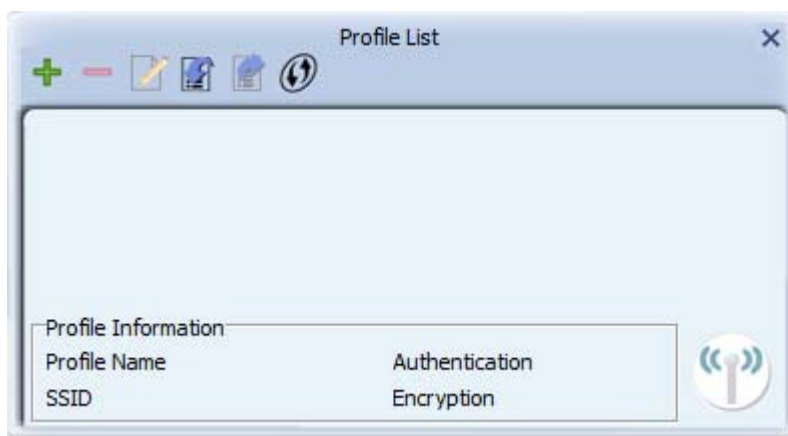 Profile List
Profile Information
Profile Name Authentication
SSID Encryption